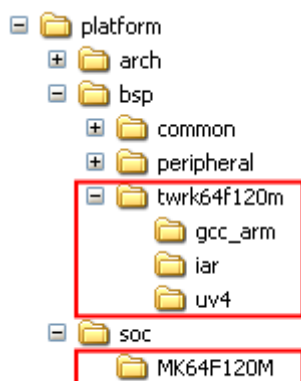 platform
arch
bsp
common
peripheral
twrk64f120m
gcc_arm
iar
uv4
soc
MK64F120M